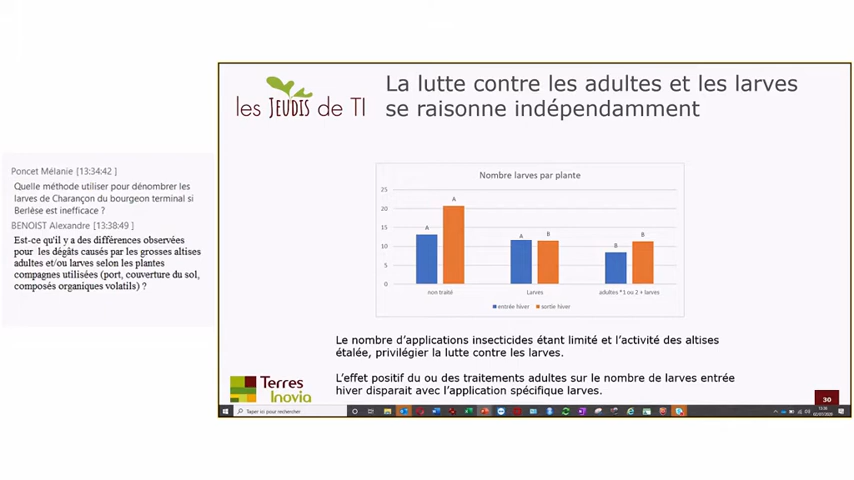 Poncet Mélanie [13:34:42 ]
Quelle méthode utiliser pour dénombrer les
larves de Charançon du bourgeon terminal si
Berlèse est inefficace ?
BENOIST Alexandre [13:38:49]
Est-ce qu'il y a des différences observées
pour les dégâts causés par les grosses altises
adultes et/ou larves selon les plantes
compagnes utilisées (port, couverture du sol,
composés organiques volatils) ?
les JEUDIS de TI
La lutte contre les adultes et les larves
se raisonne indépendamment
Nombre larves par plante
25
20
15
10
5
0
A
A
A
B
B
B
non traité
Larves
adultes *1 ou 2 + larves
entrée hiver
sortie hiver
Le nombre d'applications insecticides étant limité et l'activité des altises
étalée, privilégier la lutte contre les larves.
L'effet positif du ou des traitements adultes sur le nombre de larves entrée
hiver disparait avec l'application spécifique larves.
Terres
Inovia
30
Taper ici pour rechercher